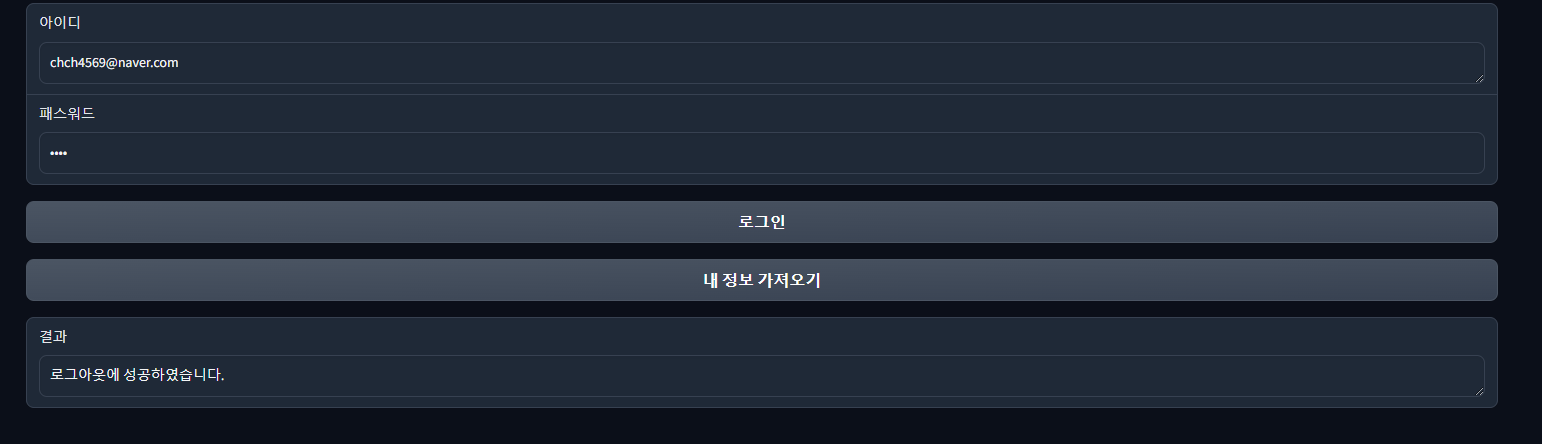 아이디
chch4569@naver.com
패스워드
••••
로그인
내 정보 가져오기
결과
로그아웃에 성공하였습니다.